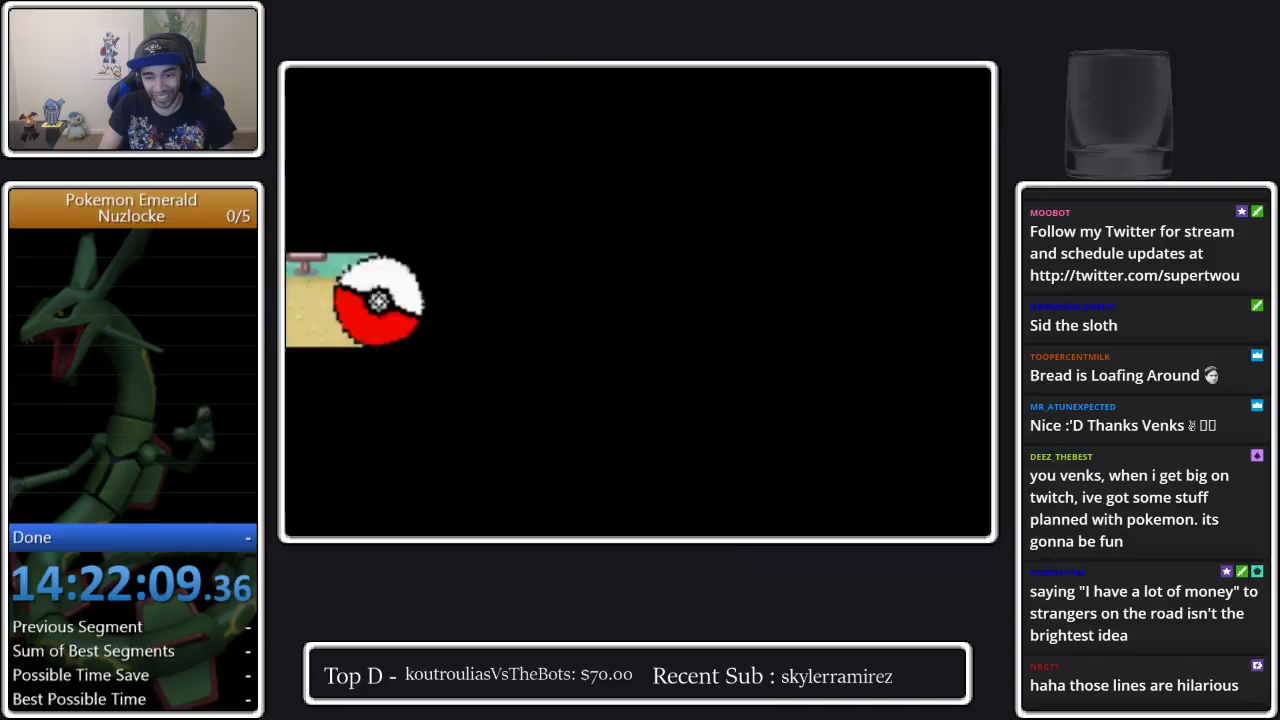 Pokemon Emerald
Nuzlocke 0/5
Done -
14:22:09.36
Previous Segment -
Sum of Best Segments -
Possible Time Save -
Best Possible Time -
Top D - koutrouliasVsTheBots: $70.00 Recent Sub : skylerramirez
MOOBOT
Follow my Twitter for stream
and schedule updates at
http://twitter.com/supertwou
Sid the sloth
TOOPERCENTMILK
Bread is Loafing Around
MR_ATUNEXPECTED
Nice :'D Thanks Venks
DEEZ_THEBEST
you venks, when i get big on
twitch, ive got some stuff
planned with pokemon. its
gonna be fun
saying "I have a lot of money" to
strangers on the road isn't the
brightest idea
NRG71
haha those lines are hilarious